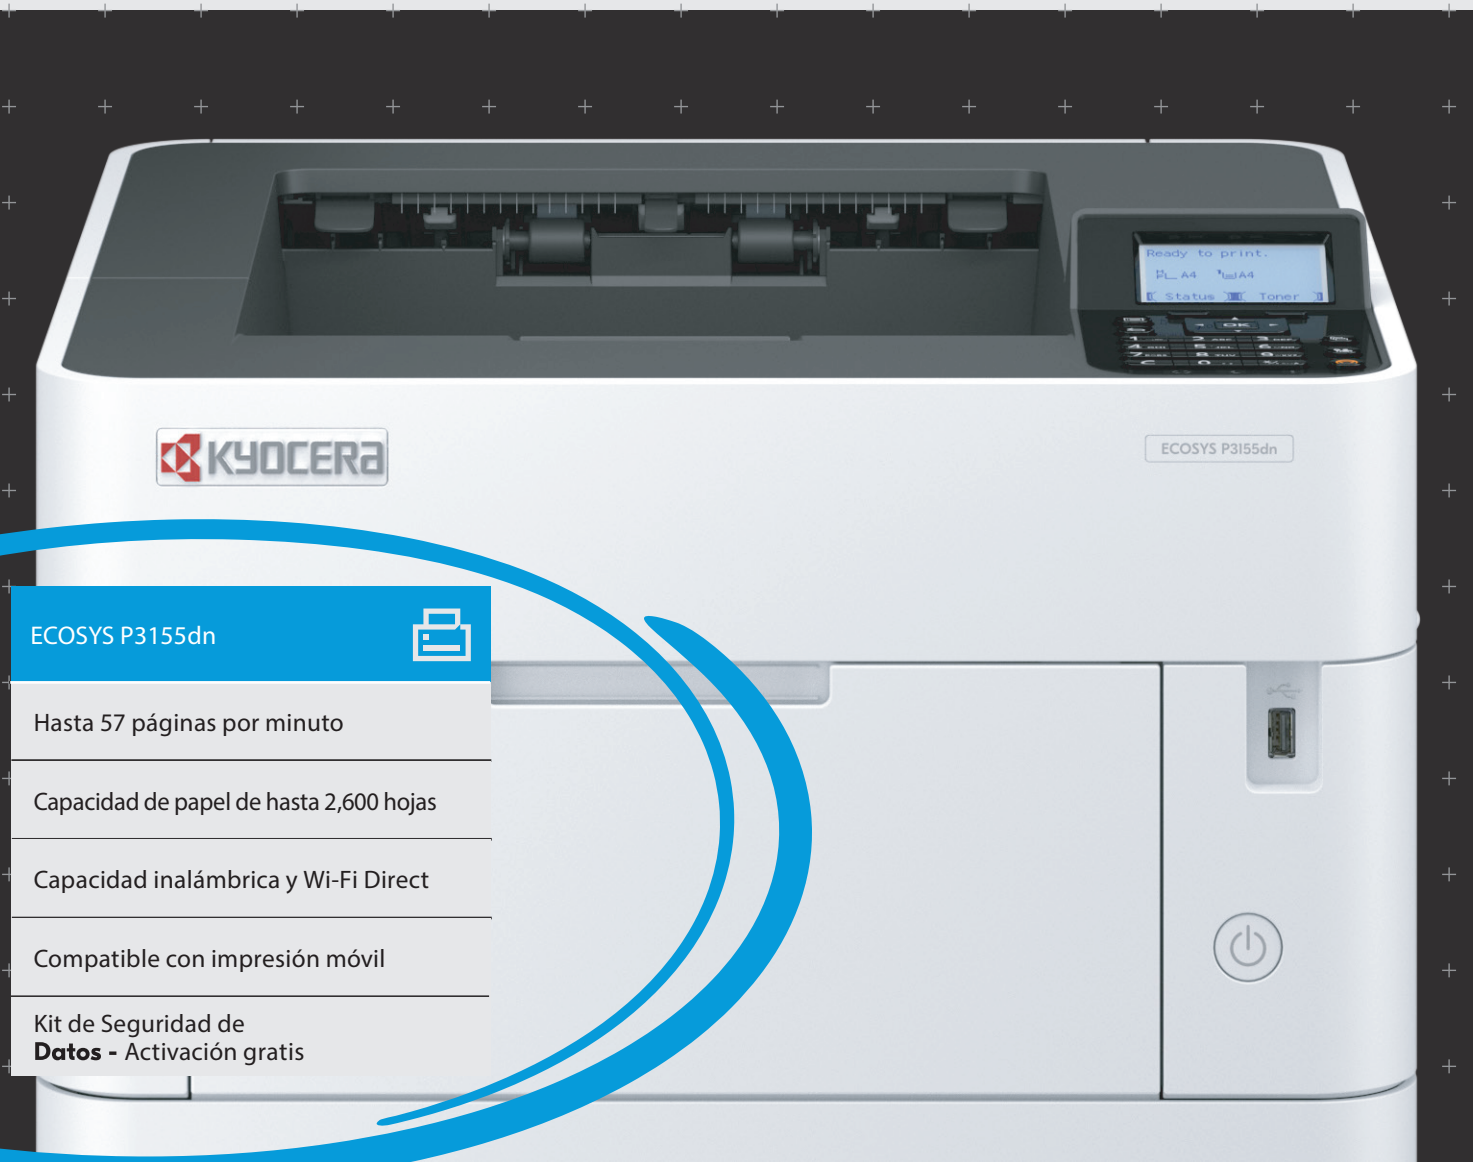 Ready to print.
A4 A4
Status Toner
OK
KYOCERA
ECOSYS P3155dn
ECOSYS P3155dn
Hasta 57 páginas por minuto
Capacidad de papel de hasta 2,600 hojas
Capacidad inalámbrica y Wi-Fi Direct
Compatible con impresión móvil
Kit de Seguridad de
Datos - Activación gratis